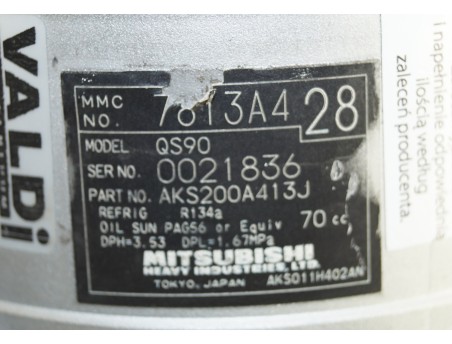 VALDi
MMC
NO. 7813A4 28
MODEL QS90
SER NO. 0021836
PART NO. AKS200A413J
REFRIG R134a
OIL SUN PAG56 or Equiv 70 cc
DPH=3.53 DPL=1.67MPa
MITSUBISHI
HEAVY INDUSTRIES, LTD.
TOKYO, JAPAN AKS011H402AN
i napełnienie odpowiednią
ilością według
zaleceń producenta.